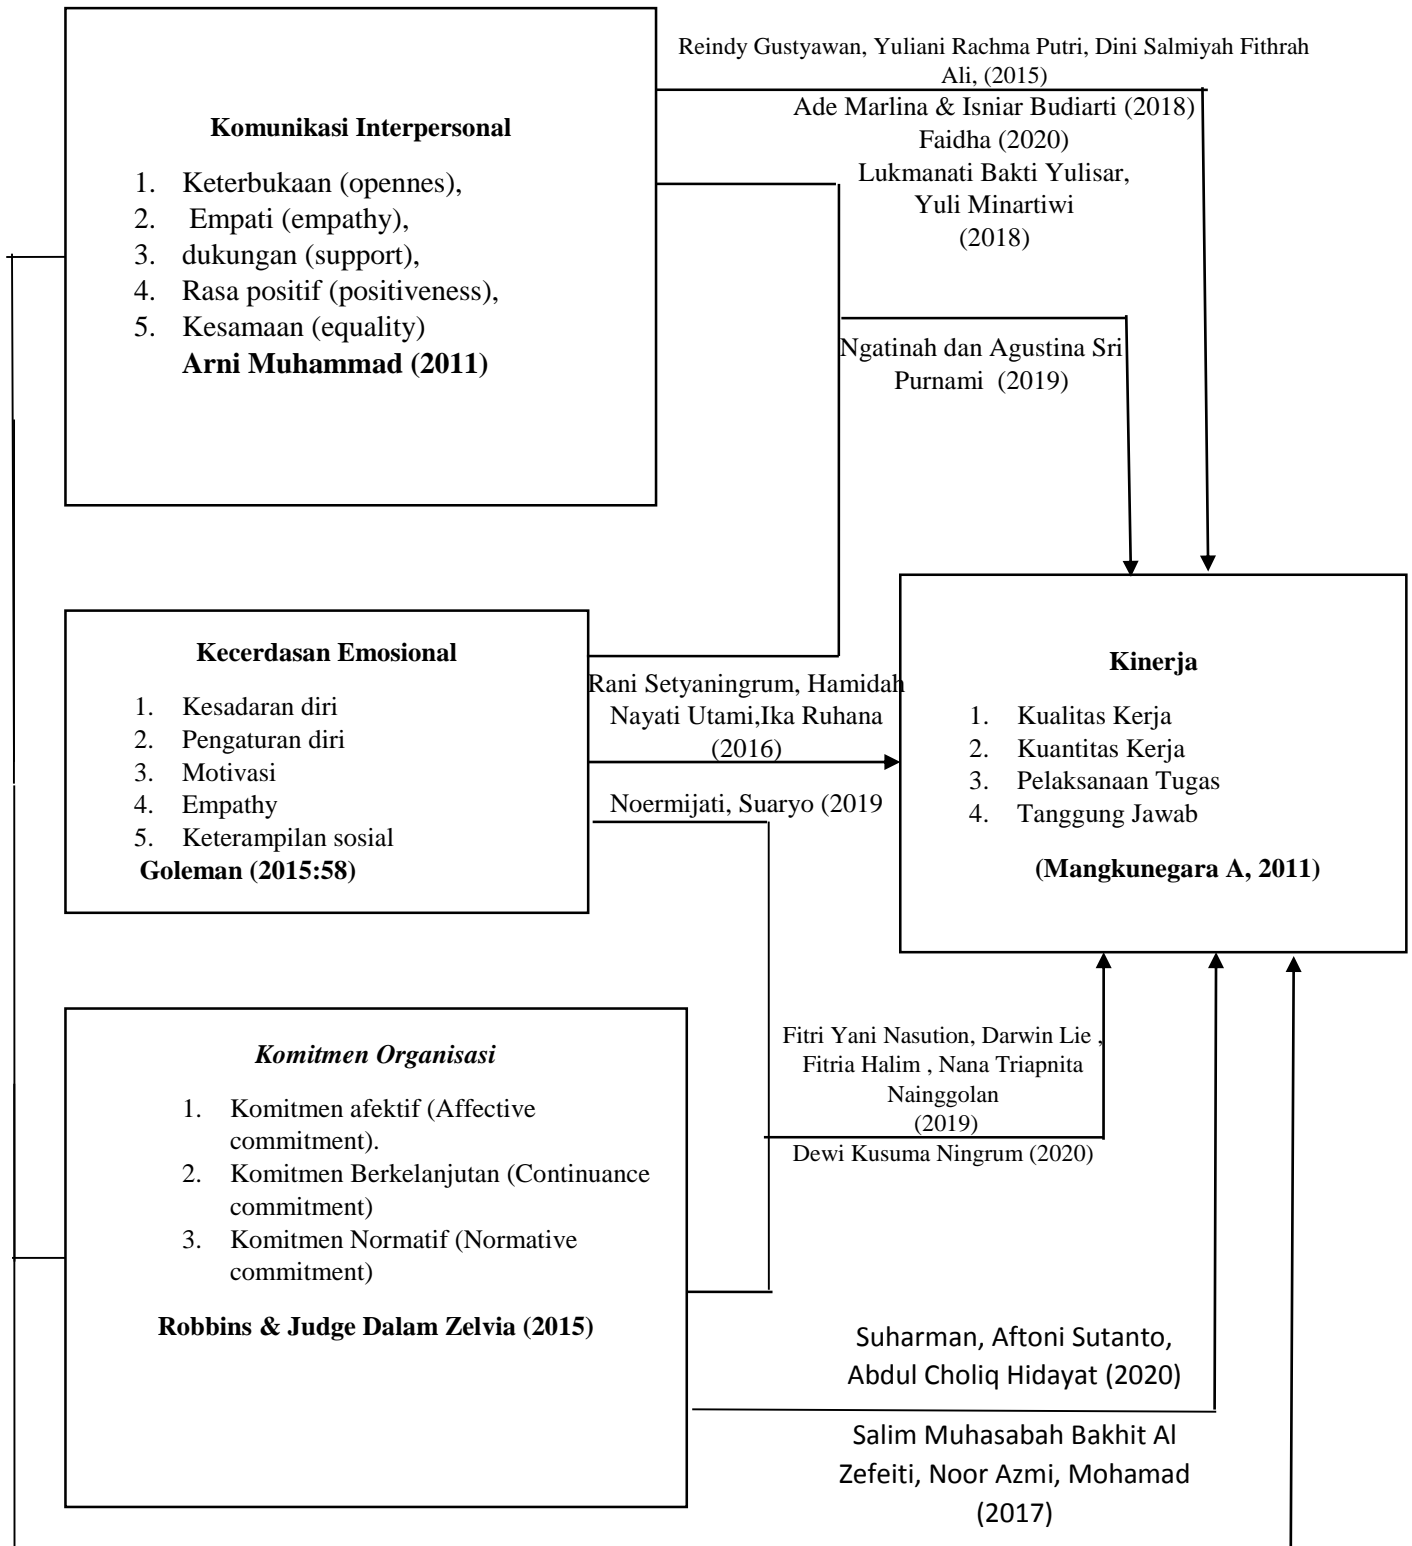 Reindy Gustyawan, Yuliani Rachma Putri, Dini Salmiyah Fithrah
Ali, (2015)
Ade Marlina & Isniar Budiarti (2018)
Faidha (2020)
Lukmanati Bakti Yulisar,
Yuli Minartiwi
(2018)
Komunikasi Interpersonal
1. Keterbukaan (opennes),
2. Empati (empathy),
3. dukungan (support),
4. Rasa positif (positiveness),
5. Kesamaan (equality)
Arni Muhammad (2011)
Ngatinah dan Agustina Sri
Purnami (2019)
Kecerdasan Emosional
1. Kesadaran diri
2. Pengaturan diri
3. Motivasi
4. Empathy
5. Keterampilan sosial
Goleman (2015:58)
Rani Setyaningrum, Hamidah
Nayati Utami,Ika Ruhana
(2016)
Noermijati, Suaryo (2019
Kinerja
1. Kualitas Kerja
2. Kuantitas Kerja
3. Pelaksanaan Tugas
4. Tanggung Jawab
(Mangkunegara A, 2011)
Komitmen Organisasi
1. Komitmen afektif (Affective
commitment).
2. Komitmen Berkelanjutan (Continuance
commitment)
3. Komitmen Normatif (Normative
commitment)
Robbins & Judge Dalam Zelvia (2015)
Fitri Yani Nasution, Darwin Lie ,
Fitria Halim , Nana Triapnita
Nainggolan
(2019)
Dewi Kusuma Ningrum (2020)
Suharman, Aftoni Sutanto,
Abdul Choliq Hidayat (2020)
Salim Muhasabah Bakhit Al
Zefeiti, Noor Azmi, Mohamad
(2017)